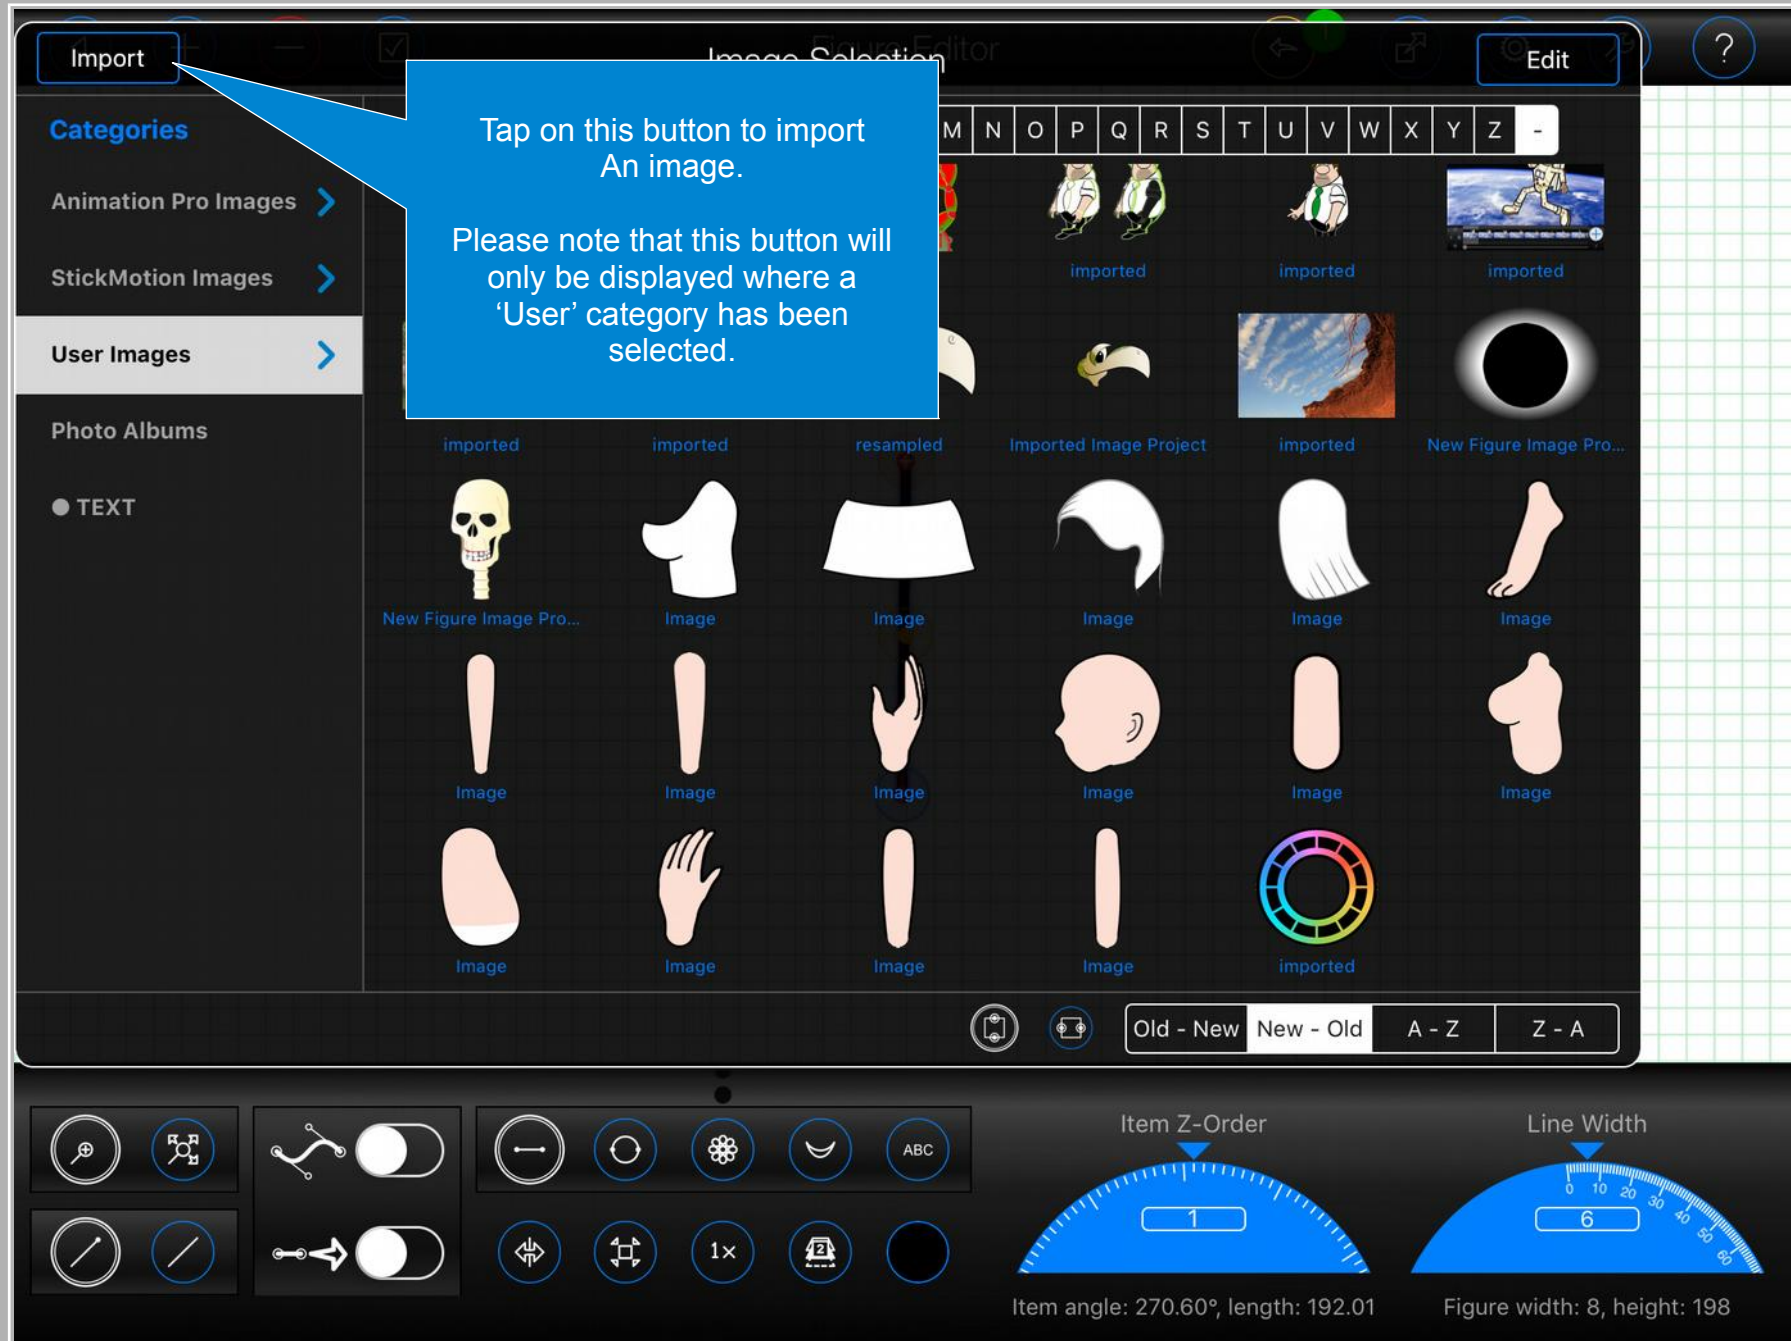 Import
Image Selection
Figure Editor
Edit
?
Categories
Animation Pro Images
StickMotion Images
User Images
Photo Albums
● TEXT
Tap on this button to import
An image.
Please note that this button will
only be displayed where a
‘User’ category has been
selected.
M N O P Q R S T U V W X Y Z -
imported imported imported
imported imported resampled Imported Image Project imported New Figure Image Pro...
New Figure Image Pro... Image Image Image Image Image
Image Image Image Image Image Image
Image Image Image Image imported
Old - New New - Old A - Z Z - A
ABC
1x
2
Item Z-Order
1
Item angle: 270.60°, length: 192.01
Line Width
0 10 20 30 40 50 60
6
Figure width: 8, height: 198